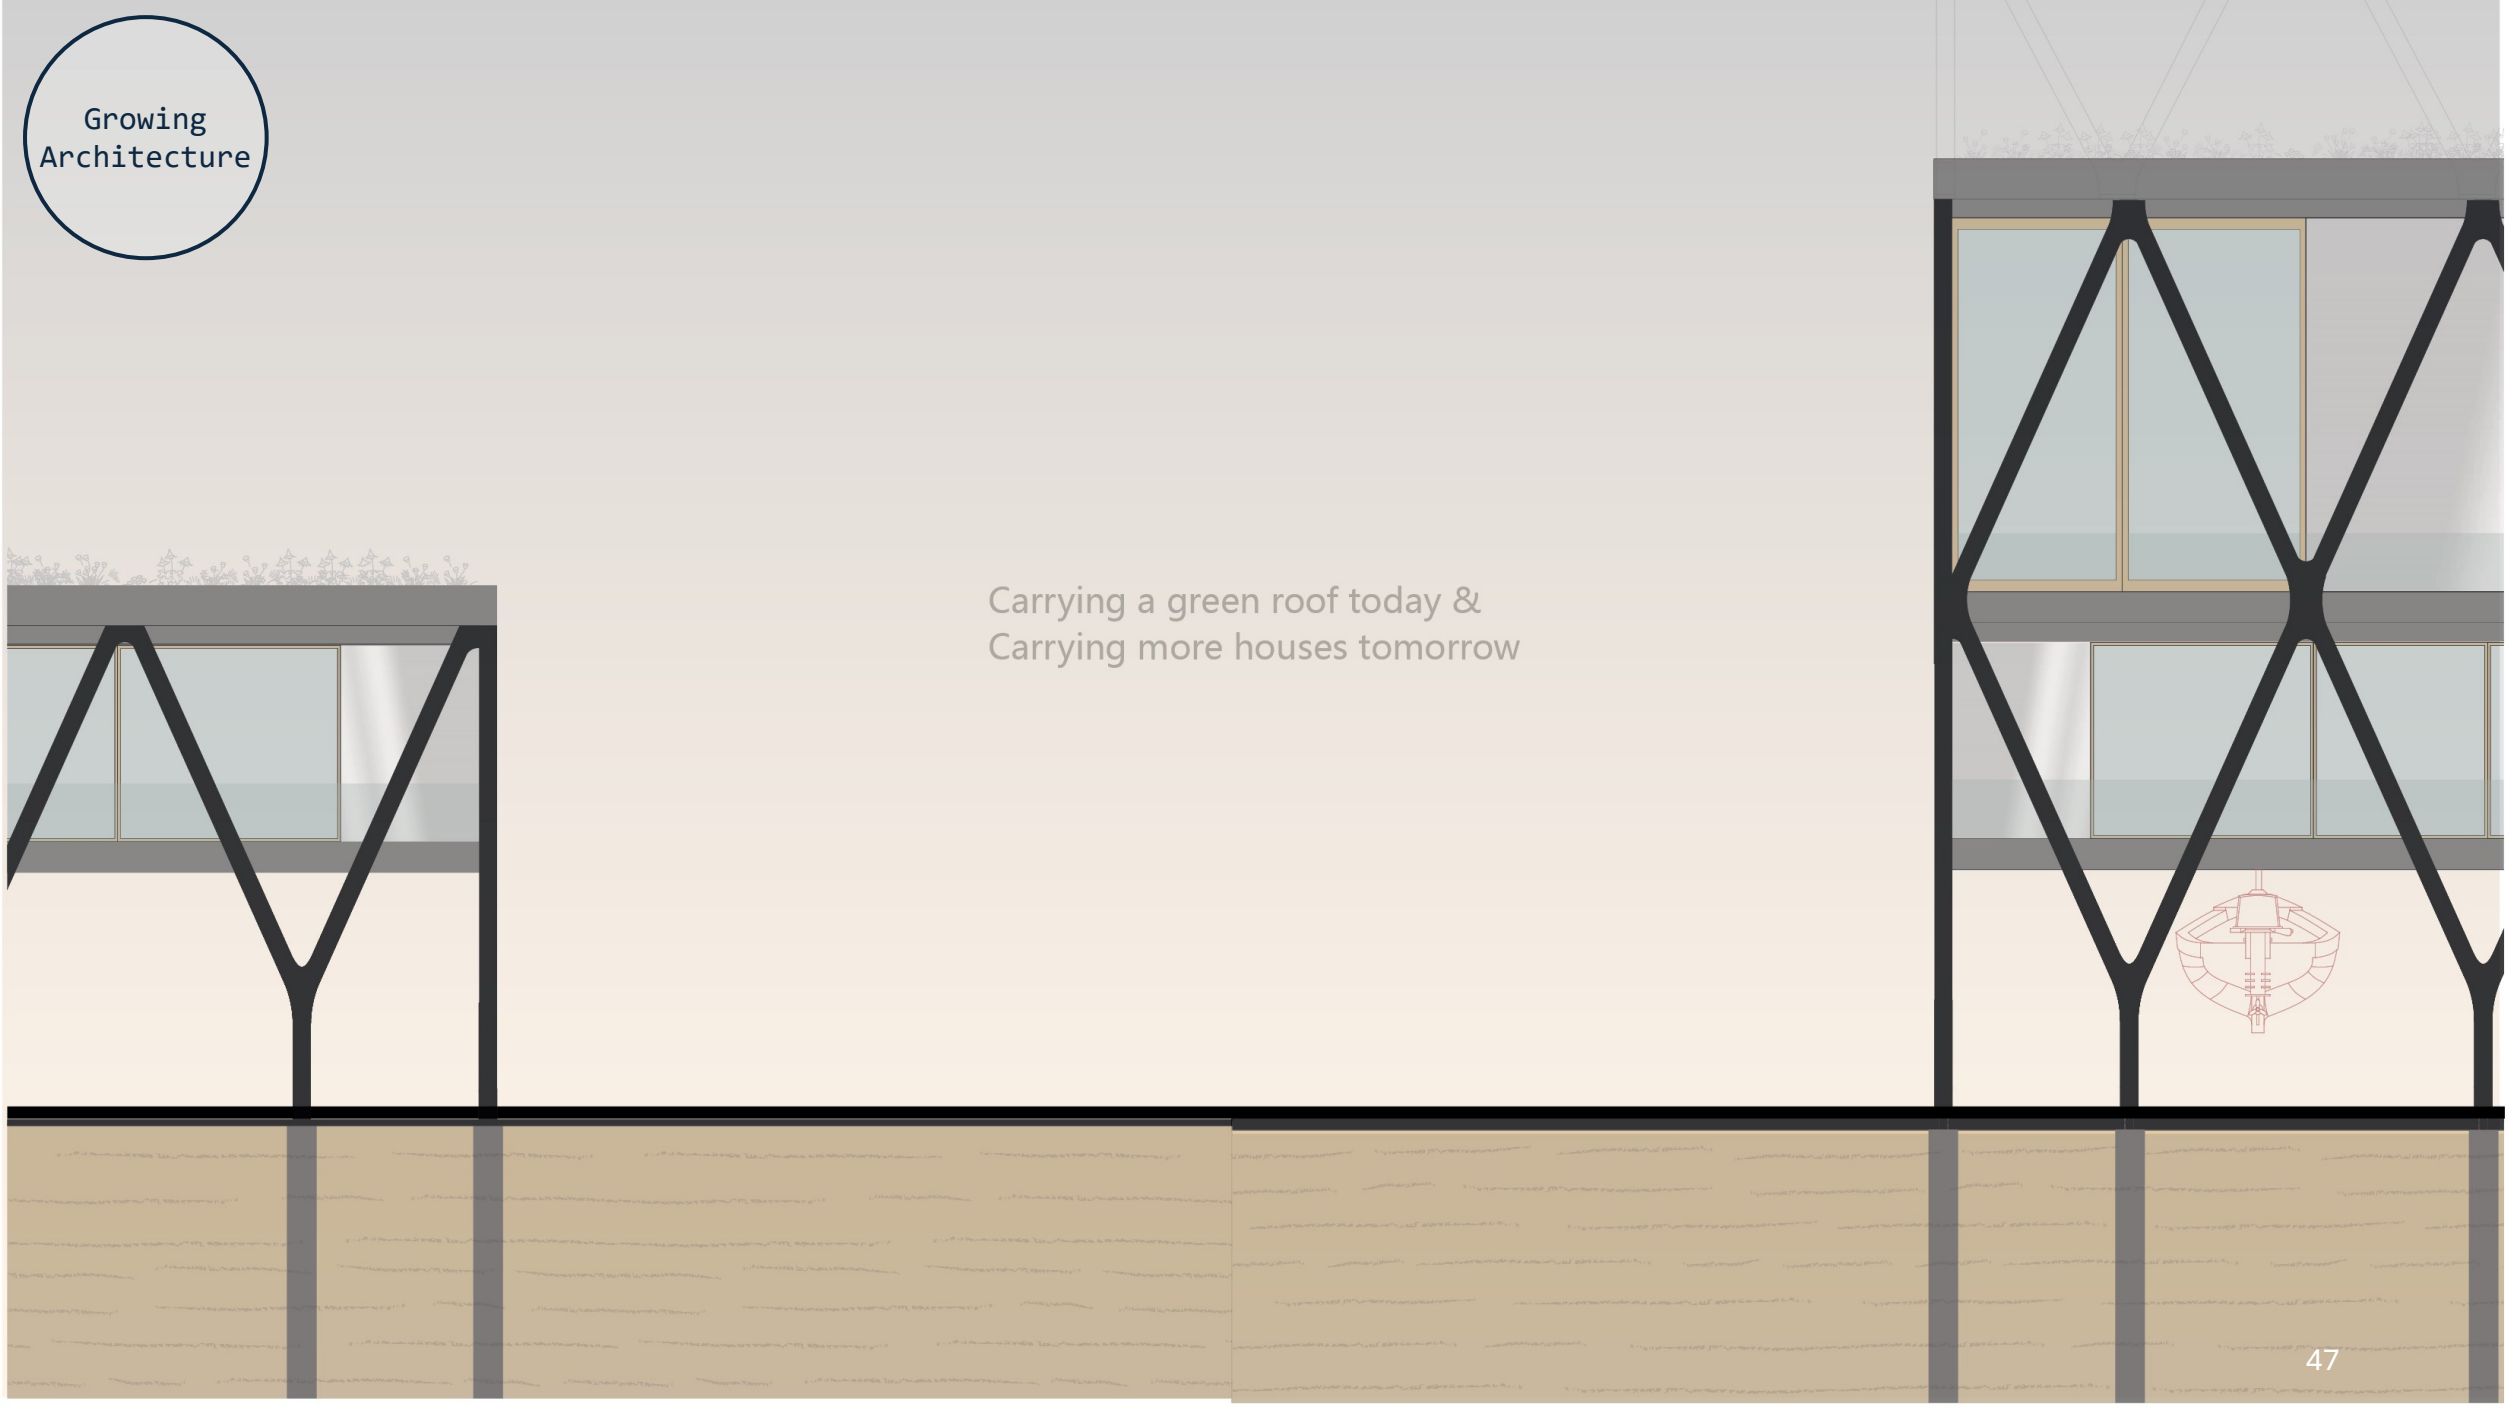 Growing
Architecture
Carrying a green roof today &
Carrying more houses tomorrow
47